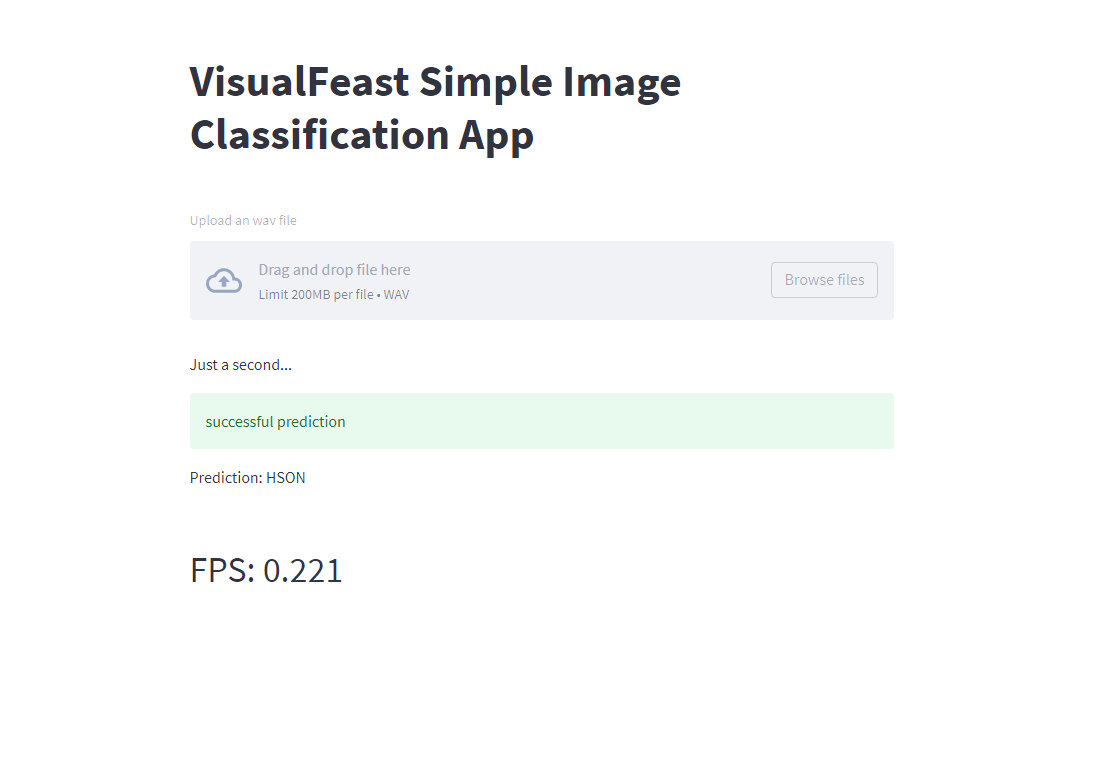 VisualFeast Simple Image
Classification App
Upload an wav file
Drag and drop file here
Limit 200MB per file • WAV
Browse files
Just a second...
successful prediction
Prediction: HSON
FPS: 0.221